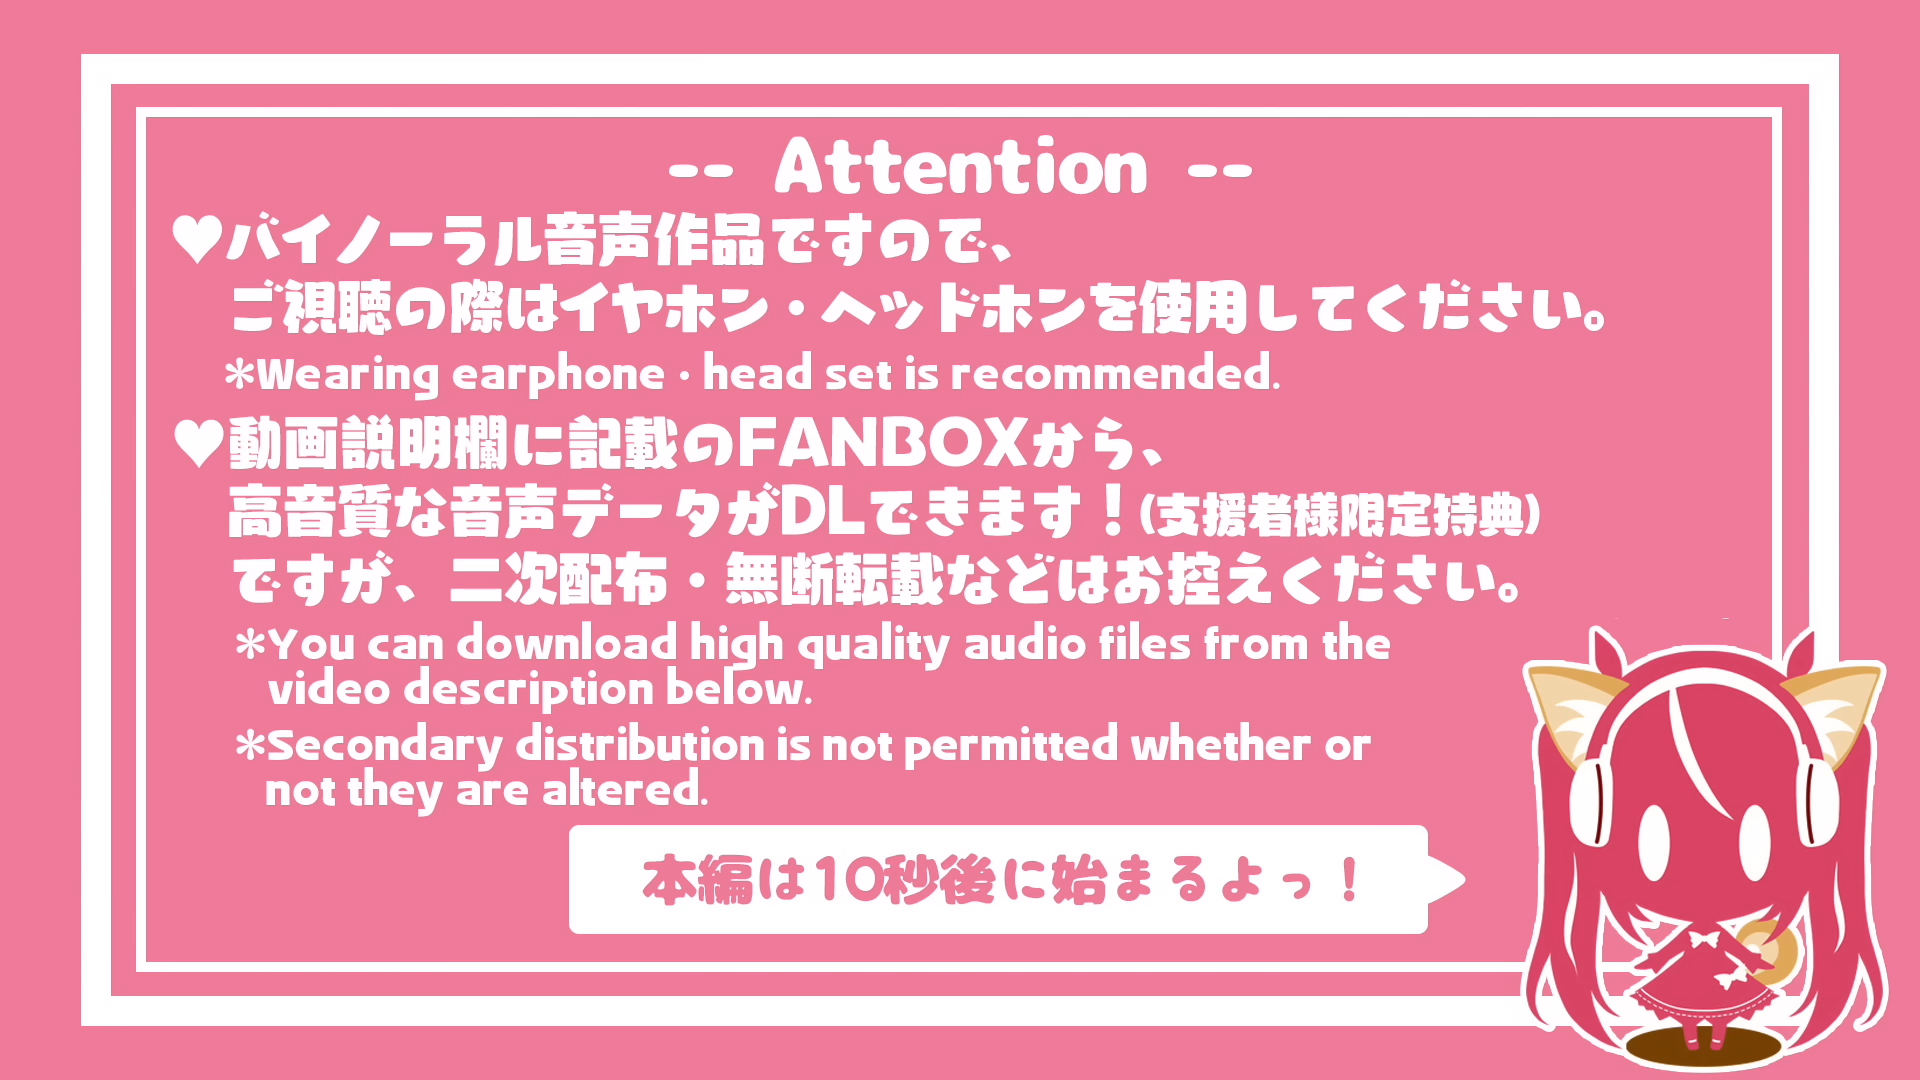 -- Attention --
♥バイノーラル音声作品ですので、
ご視聴の際はイヤホン・ヘッドホンを使用してください。
*Wearing earphone・head set is recommended.
♥動画説明欄に記載のFANBOXから、
高音質な音声データがDLできます！(支援者様限定特典)
ですが、二次配布・無断転載などはお控えください。
*You can download high quality audio files from the
video description below.
*Secondary distribution is not permitted whether or
not they are altered.
本編は10秒後に始まるよっ！